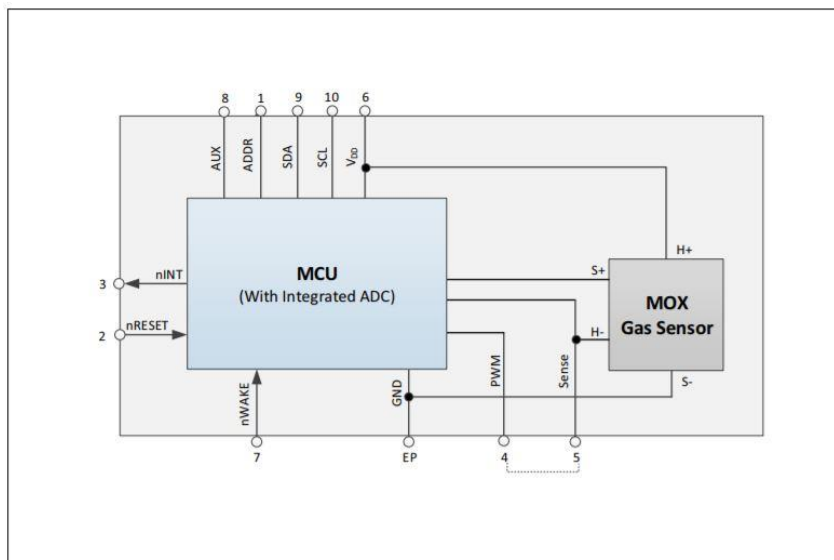 8 1 9 10 6
AUX ADDR SDA SCL VDD
H+
MCU
(With Integrated ADC)
S+
MOX
Gas Sensor
H-
S-
3 nINT
2 nRESET
nWAKE GND PWM Sense
7 EP 4 5